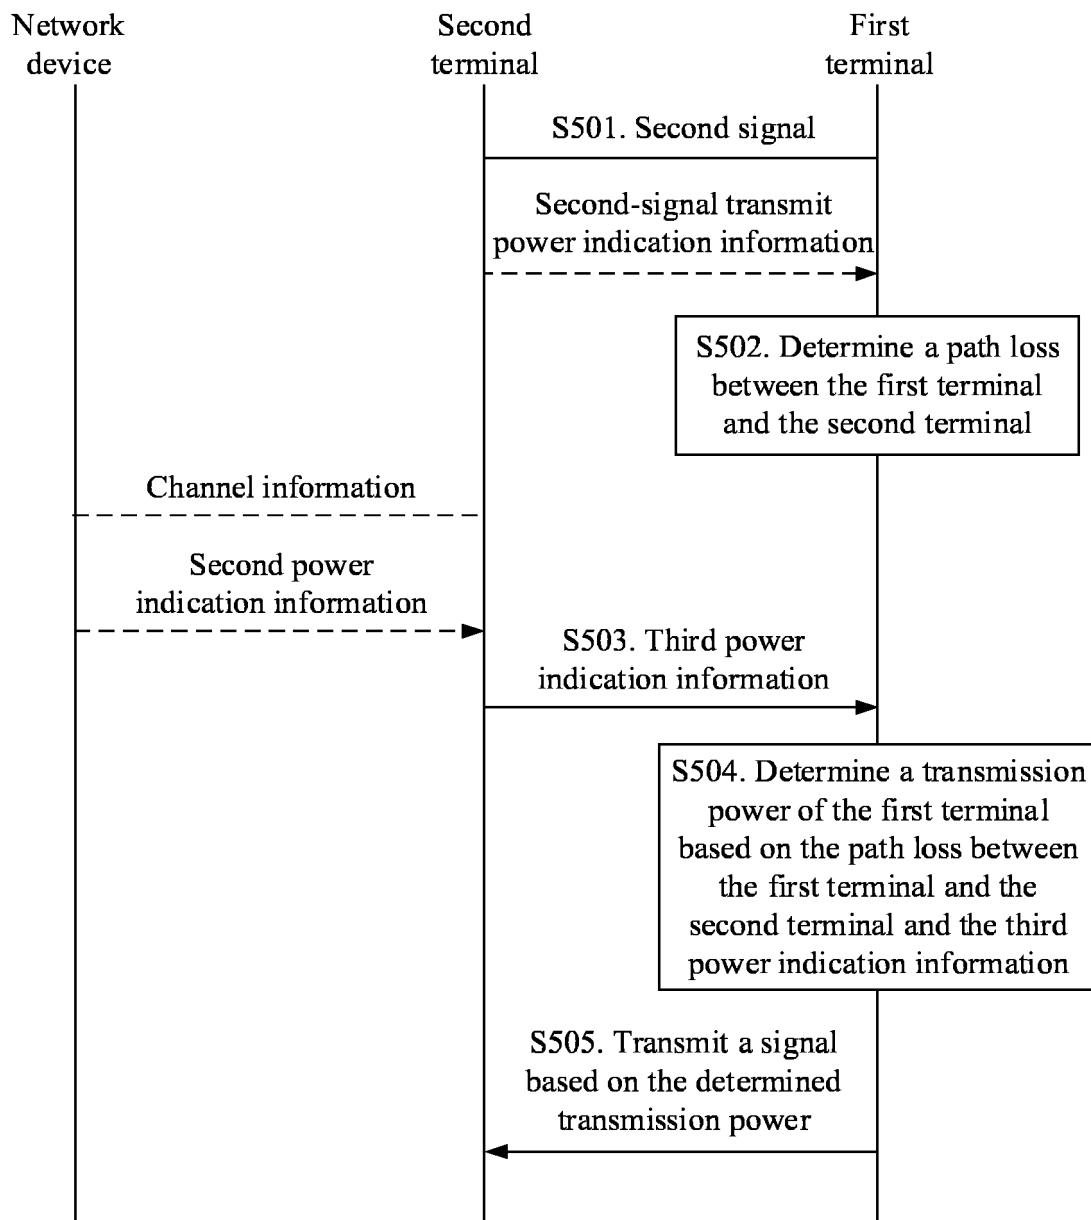 Network
device
Second
terminal
First
terminal
S501. Second signal
Second-signal transmit
power indication information
S502. Determine a path loss
between the first terminal
and the second terminal
Channel information
Second power
indication information
S503. Third power
indication information
S504. Determine a transmission
power of the first terminal
based on the path loss between
the first terminal and the
second terminal and the third
power indication information
S505. Transmit a signal
based on the determined
transmission power